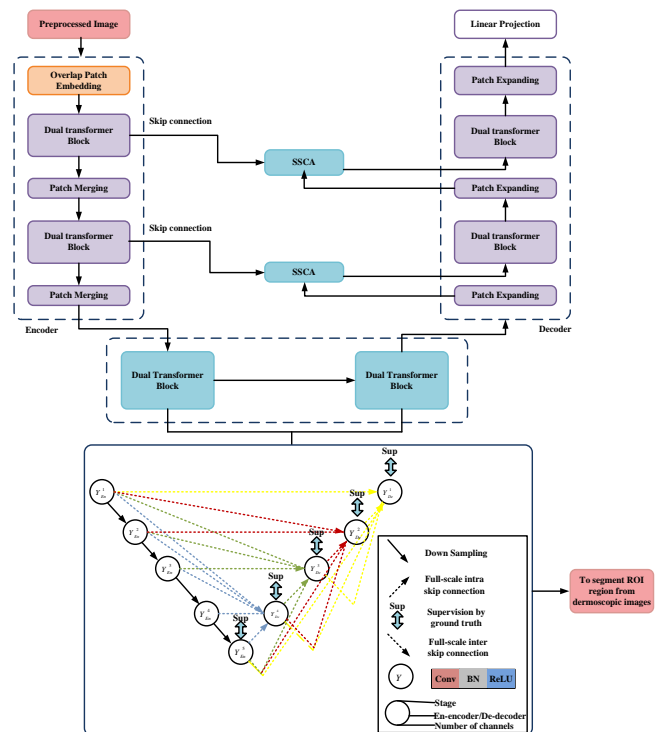 Preprocessed Image
Linear Projection
Overlap Patch
Embedding
Patch Expanding
Skip connection
Dual transformer
Block
SSCA
Dual transformer
Block
Patch Merging
Patch Expanding
Dual transformer
Block
Skip connection
SSCA
Dual transformer
Block
Patch Merging
Patch Expanding
Encoder
Decoder
Dual Transformer
Block
Dual Transformer
Block
Sup
Sup
Sup
Sup
Sup
Down Sampling
Full-scale intra
skip connection
Sup
Supervision by
ground truth
Full-scale inter
skip connection
Y
Conv BN ReLU
Stage
En-encoder/De-decoder
Number of channels
To segment ROI
region from
dermoscopic images